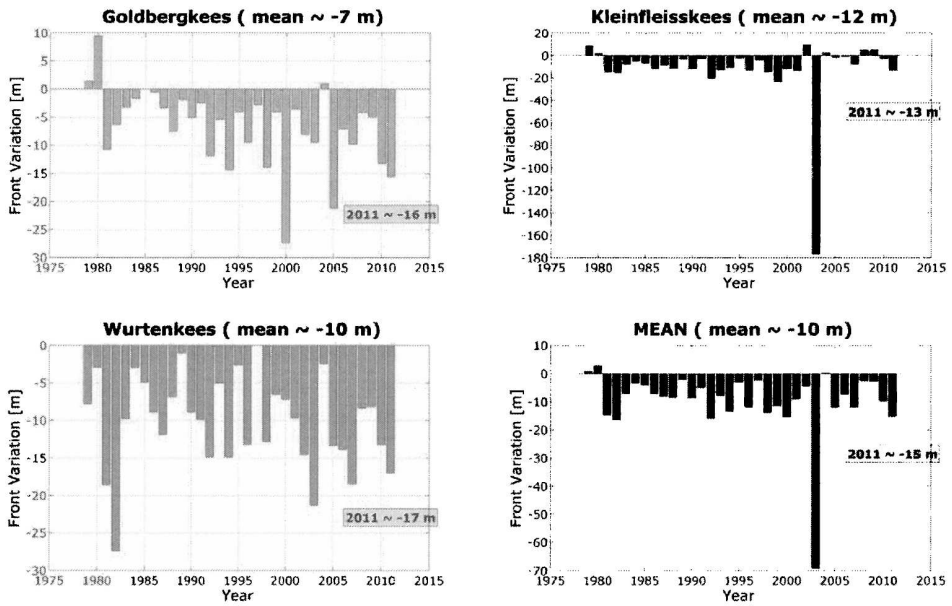 Goldbergkees ( mean ~ -7 m)
Front Variation [m]
10
5
0
-5
-10
-15
-20
-25
30
2011 ~ -16 m
1975 1980 1985 1990 1995 2000 2005 2010 2015
Year
Kleinfleisskees ( mean ~ -12 m)
Front Variation [m]
20
0
-20
-40
-60
-80
-100
-120
-140
-160
-180
2011 ~ -13 m
1975 1980 1985 1990 1995 2000 2005 2010 2015
Year
Wurtenkees ( mean ~ -10 m)
Front Variation [m]
0
-5
-10
-15
-20
-25
-30
2011 ~ -17 m
1975 1980 1985 1990 1995 2000 2005 2010 2015
Year
MEAN ( mean ~ -10 m)
Front Variation [m]
10
0
-10
-20
-30
-40
-50
-60
-70
2011 ~ -15 m
1975 1980 1985 1990 1995 2000 2005 2010 2015
Year